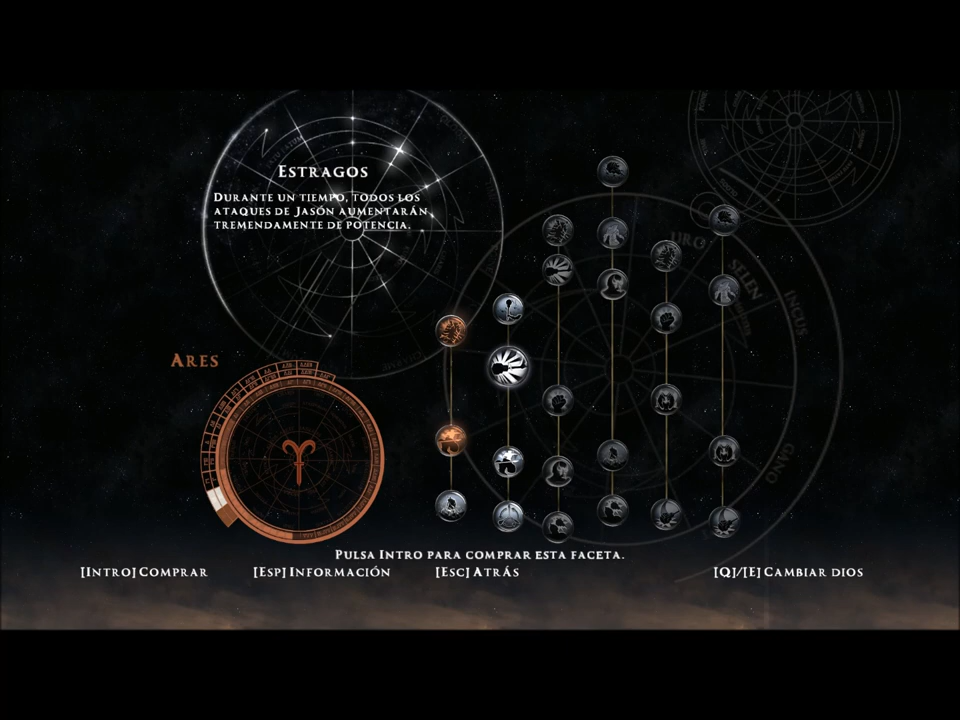 Estragos
Durante un tiempo, todos los
ataques de Jasón aumentarán
tremendamente de potencia.
Ares
Pulsa Intro para comprar esta faceta.
[Intro] Comprar
[Esp] Información
[Esc] Atrás
[Q]/[E] Cambiar dios